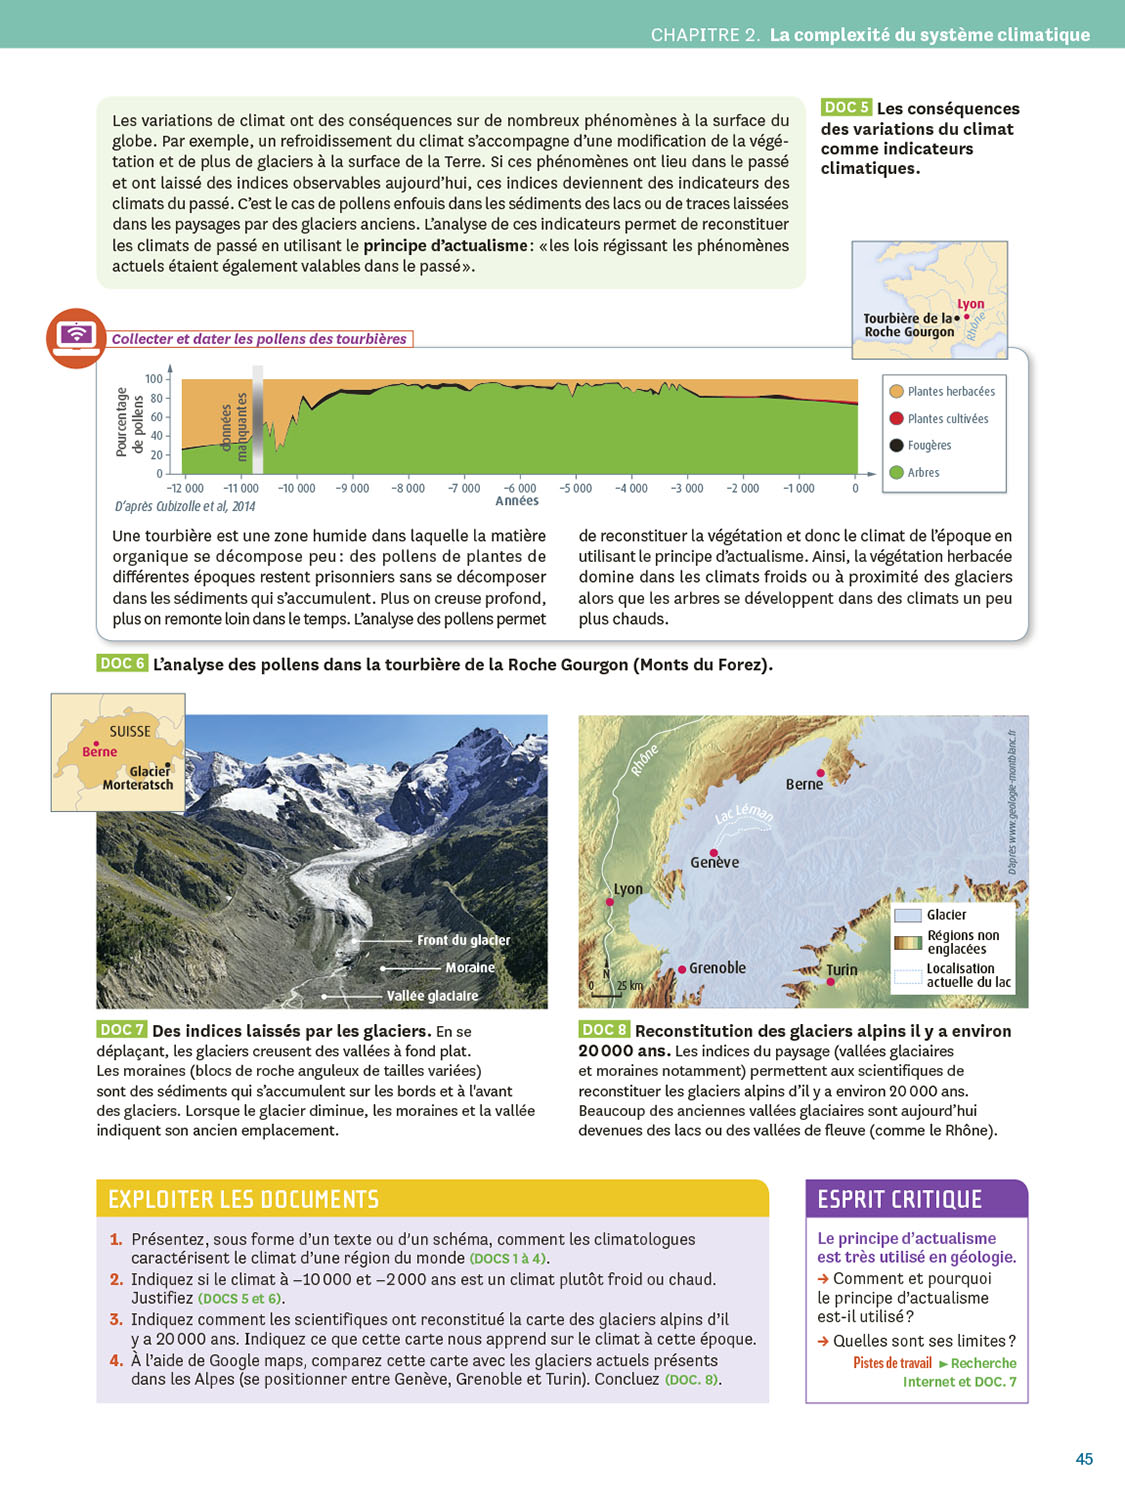 CHAPITRE 2. La complexité du système climatique
Les variations de climat ont des conséquences sur de nombreux phénomènes à la surface du
globe. Par exemple, un refroidissement du climat s'accompagne d'une modification de la végé-
tation et de plus de glaciers à la surface de la Terre. Si ces phénomènes ont lieu dans le passé
et ont laissé des indices observables aujourd'hui, ces indices deviennent des indicateurs des
climats du passé. C'est le cas de pollens enfouis dans les sédiments des lacs ou de traces laissées
dans les paysages par des glaciers anciens. L'analyse de ces indicateurs permet de reconstituer
les climats de passé en utilisant le principe d'actualisme : « les lois régissant les phénomènes
actuels étaient également valables dans le passé ».
DOC 5 Les conséquences
des variations du climat
comme indicateurs
climatiques.
Lyon
Tourbière de la
Roche Gourgon
Rhône
Collecter et dater les pollens des tourbières
Pourcentage
de pollens
100
80
60
40
20
0
données
manquantes
–12 000 –11 000 –10 000 –9 000 –8 000 –7 000 –6 000 –5 000 –4 000 –3 000 –2 000 –1 000 0
Années
D'après Cubizolle et al, 2014
Plantes herbacées
Plantes cultivées
Fougères
Arbres
Une tourbière est une zone humide dans laquelle la matière
organique se décompose peu : des pollens de plantes de
différentes époques restent prisonniers sans se décomposer
dans les sédiments qui s'accumulent. Plus on creuse profond,
plus on remonte loin dans le temps. L'analyse des pollens permet
de reconstituer la végétation et donc le climat de l'époque en
utilisant le principe d'actualisme. Ainsi, la végétation herbacée
domine dans les climats froids ou à proximité des glaciers
alors que les arbres se développent dans des climats un peu
plus chauds.
DOC 6 L'analyse des pollens dans la tourbière de la Roche Gourgon (Monts du Forez).
SUISSE
Berne
Glacier
Morteratsch
Front du glacier
Moraine
Vallée glaciaire
Rhône
Berne
Lac Léman
Genève
Lyon
Grenoble
Turin
N
0 25 km
Glacier
Régions non
englacées
Localisation
actuelle du lac
D'après www.geologie-montblanc.fr
DOC 7 Des indices laissés par les glaciers. En se
déplaçant, les glaciers creusent des vallées à fond plat.
Les moraines (blocs de roche anguleux de tailles variées)
sont des sédiments qui s'accumulent sur les bords et à l'avant
des glaciers. Lorsque le glacier diminue, les moraines et la vallée
indiquent son ancien emplacement.
DOC 8 Reconstitution des glaciers alpins il y a environ
20 000 ans. Les indices du paysage (vallées glaciaires
et moraines notamment) permettent aux scientifiques de
reconstituer les glaciers alpins d'il y a environ 20 000 ans.
Beaucoup des anciennes vallées glaciaires sont aujourd'hui
devenues des lacs ou des vallées de fleuve (comme le Rhône).
EXPLOITER LES DOCUMENTS
1. Présentez, sous forme d'un texte ou d'un schéma, comment les climatologues
caractérisent le climat d'une région du monde (DOCS 1 à 4).
2. Indiquez si le climat à –10 000 et –2 000 ans est un climat plutôt froid ou chaud.
Justifiez (DOCS 5 et 6).
3. Indiquez comment les scientifiques ont reconstitué la carte des glaciers alpins d'il
y a 20 000 ans. Indiquez ce que cette carte nous apprend sur le climat à cette époque.
4. À l'aide de Google maps, comparez cette carte avec les glaciers actuels présents
dans les Alpes (se positionner entre Genève, Grenoble et Turin). Concluez (DOC. 8).
ESPRIT CRITIQUE
Le principe d'actualisme
est très utilisé en géologie.
→ Comment et pourquoi
le principe d'actualisme
est-il utilisé ?
→ Quelles sont ses limites ?
Pistes de travail ► Recherche
Internet et DOC. 7
45